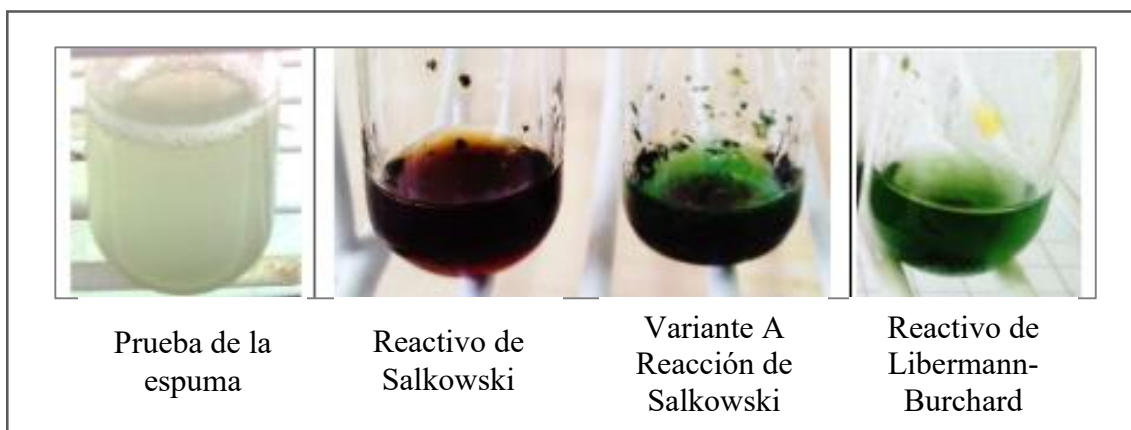 Prueba de la
espuma
Reactivo de
Salkowski
Variante A
Reacción de
Salkowski
Reactivo de
Libermann-
Burchard